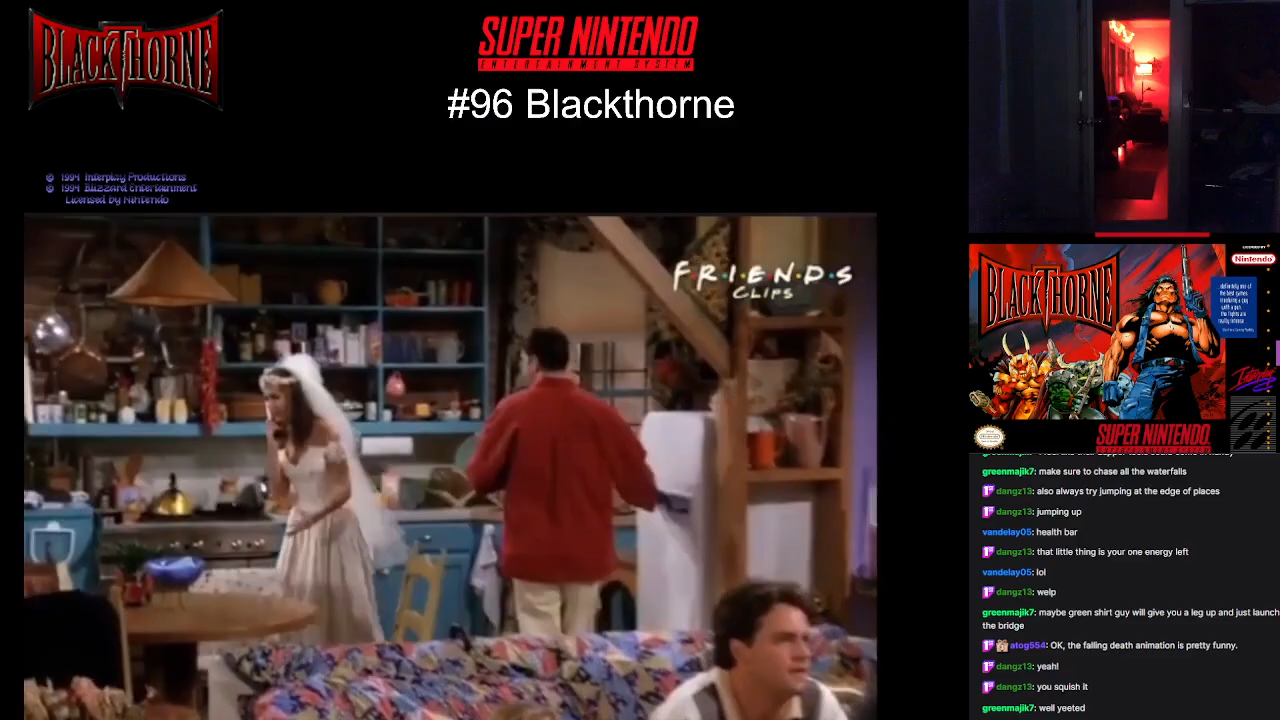 BLACKTHORNE
SUPER NINTENDO
ENTERTAINMENT SYSTEM
#96 Blackthorne
© 1994 Interplay Productions
© 1994 Blizzard Entertainment
Licensed by Nintendo
F·R·I·E·N·D·S
CLIPS
LICENSED BY
Nintendo
BLACKTHORNE
Interplay
SUPER NINTENDO
greenmajik7: make sure to chase all the waterfalls
dangz13: also always try jumping at the edge of places
dangz13: jumping up
vandelay05: health bar
dangz13: that little thing is your one energy left
vandelay05: lol
dangz13: welp
greenmajik7: maybe green shirt guy will give you a leg up and just launch
the bridge
atog554: OK, the falling death animation is pretty funny.
dangz13: yeah!
dangz13: you squish it
greenmajik7: well yeeted